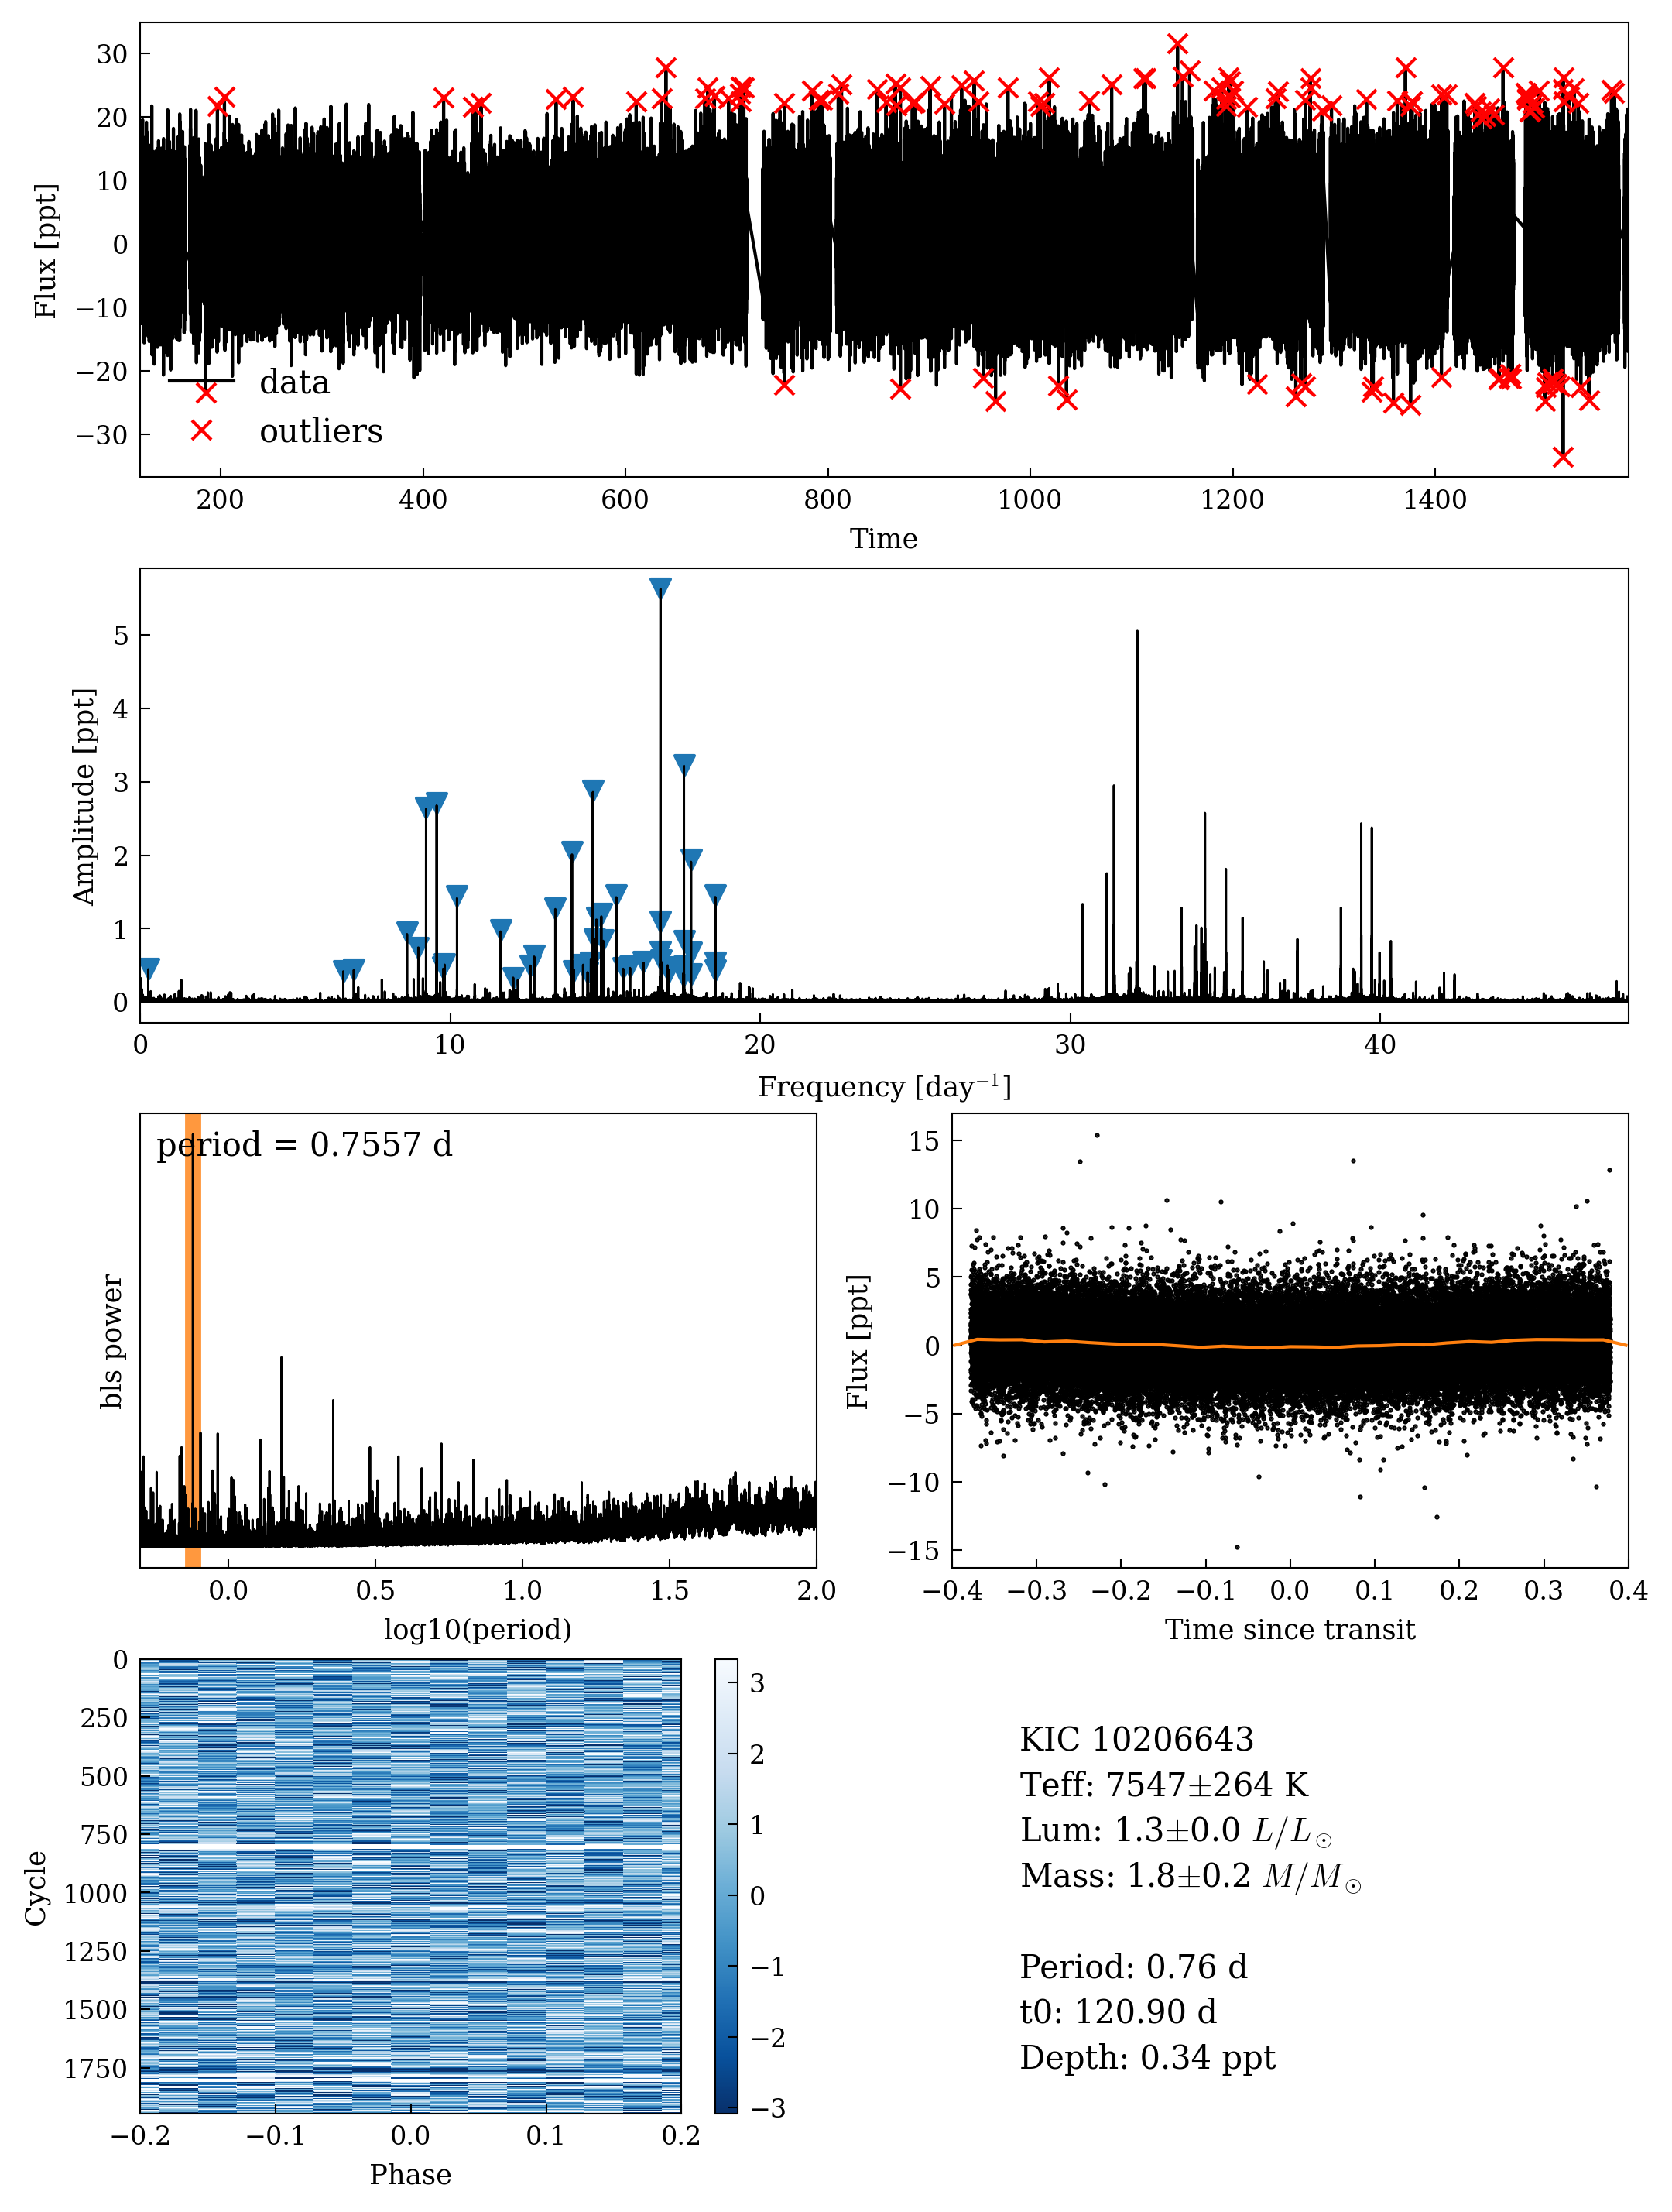 30
20
10
0
−10
−20
−30
Flux [ppt]
data
outliers
200 400 600 800 1000 1200 1400
Time
5
4
3
2
1
0
Amplitude [ppt]
0 10 20 30 40
Frequency [day⁻¹]
period = 0.7557 d
bls power
0.0 0.5 1.0 1.5 2.0
log10(period)
15
10
5
0
−5
−10
−15
Flux [ppt]
−0.4 −0.3 −0.2 −0.1 0.0 0.1 0.2 0.3 0.4
Time since transit
0
250
500
750
1000
1250
1500
1750
Cycle
−0.2 −0.1 0.0 0.1 0.2
Phase
3
2
1
0
−1
−2
−3
KIC 10206643
Teff: 7547±264 K
Lum: 1.3±0.0 L/L⊙
Mass: 1.8±0.2 M/M⊙
Period: 0.76 d
t0: 120.90 d
Depth: 0.34 ppt